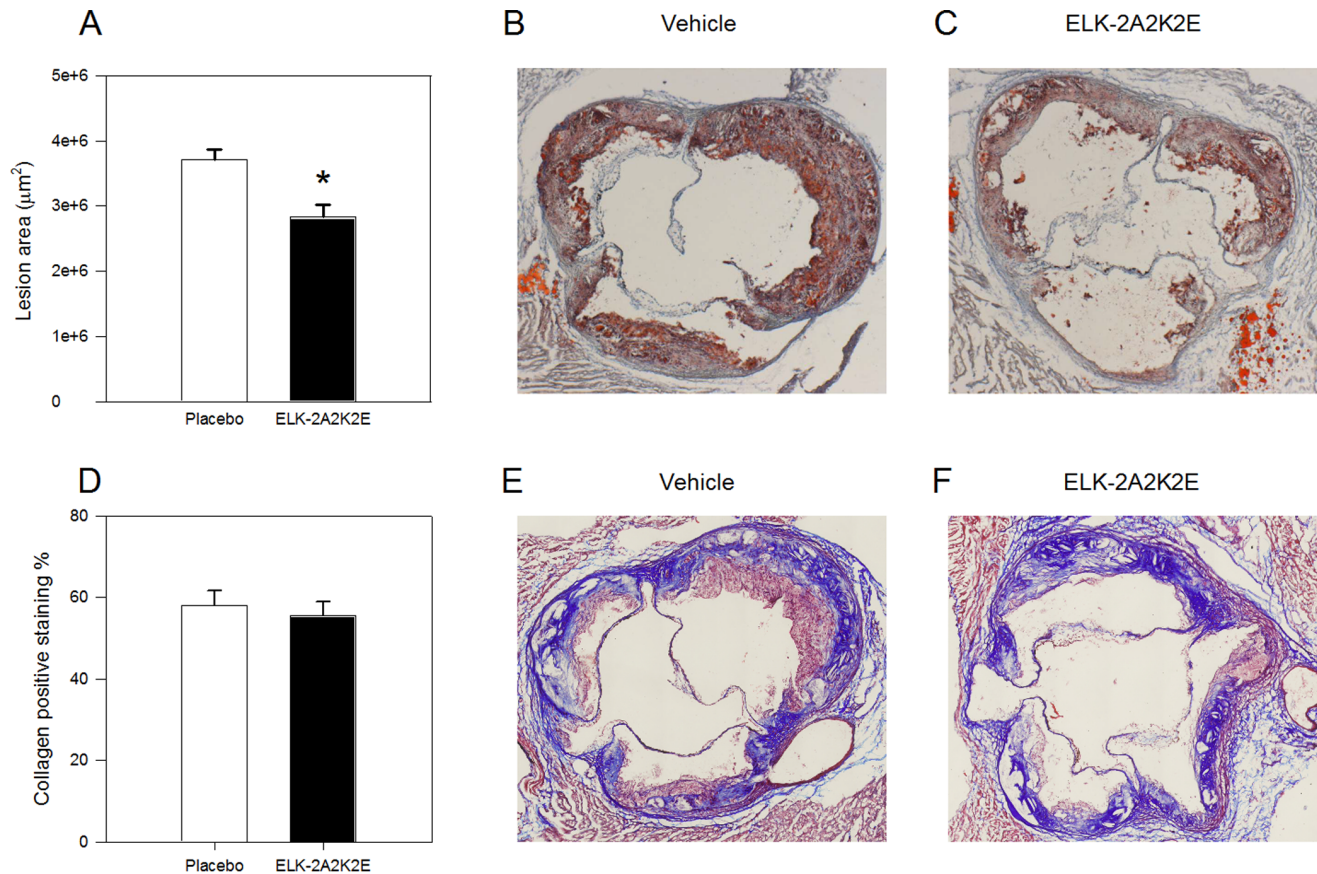 A
Lesion area (μm²)
5e+6
4e+6
3e+6
2e+6
1e+6
0
*
Placebo
ELK-2A2K2E
B
Vehicle
C
ELK-2A2K2E
D
Collagen positive staining %
80
60
40
20
0
Placebo
ELK-2A2K2E
E
Vehicle
F
ELK-2A2K2E